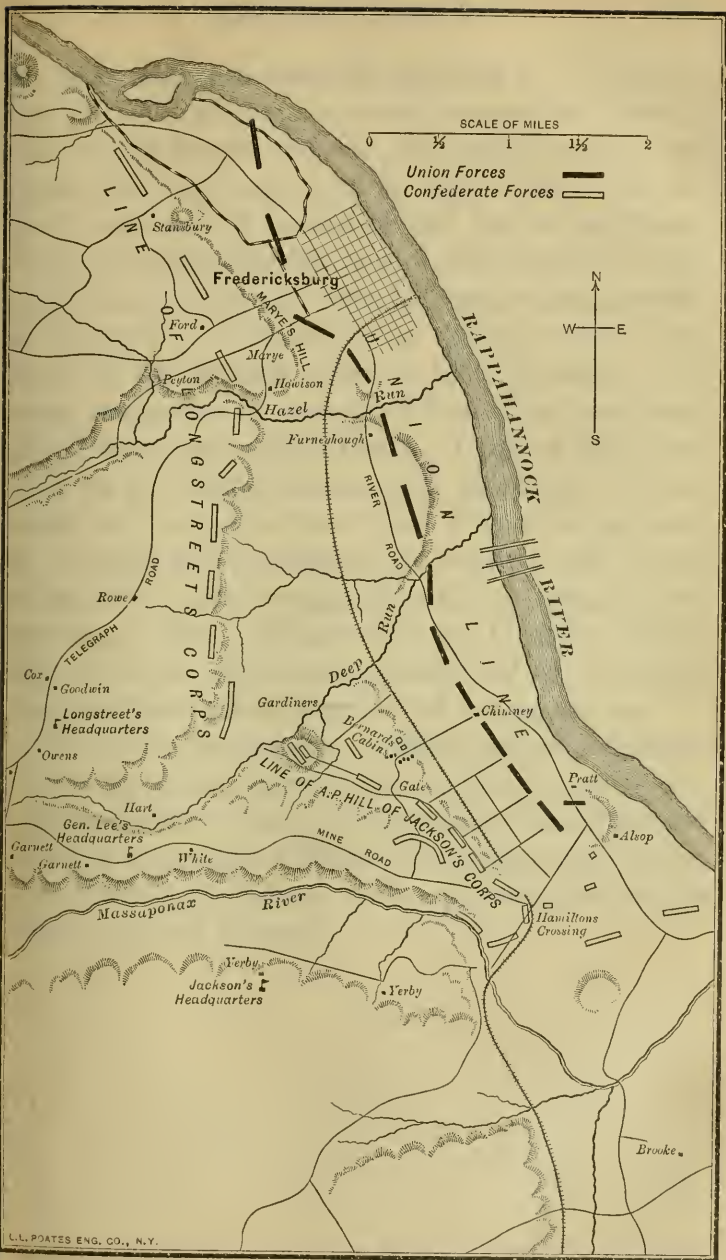 SCALE OF MILES
0 ½ 1 1½ 2
Union Forces
Confederate Forces
N
W E
S
LINE OF LONGSTREETS CORPS
Stansbury
Fredericksburg
MARYE'S HILL
Ford
Marye
Peyton
Howison
Hazel Run
Furneyhough
UNION LINE
RAPPAHANNOCK RIVER
RIVER ROAD
Rowe
TELEGRAPH ROAD
Deep Run
Cox
Goodwin
Longstreet's
Headquarters
Owens
Gardiners
Bernards
Cabins
Chimney
Gate
LINE OF A.P. HILL OF JACKSON'S CORPS
Pratt
Alsop
Hart
Gen. Lee's
Headquarters
Garnett
Garnett
White
MINE ROAD
Massaponax River
Hamiltons
Crossing
Yerby
Jackson's
Headquarters
Yerby
Brooke
L.L. POATES ENG. CO., N.Y.